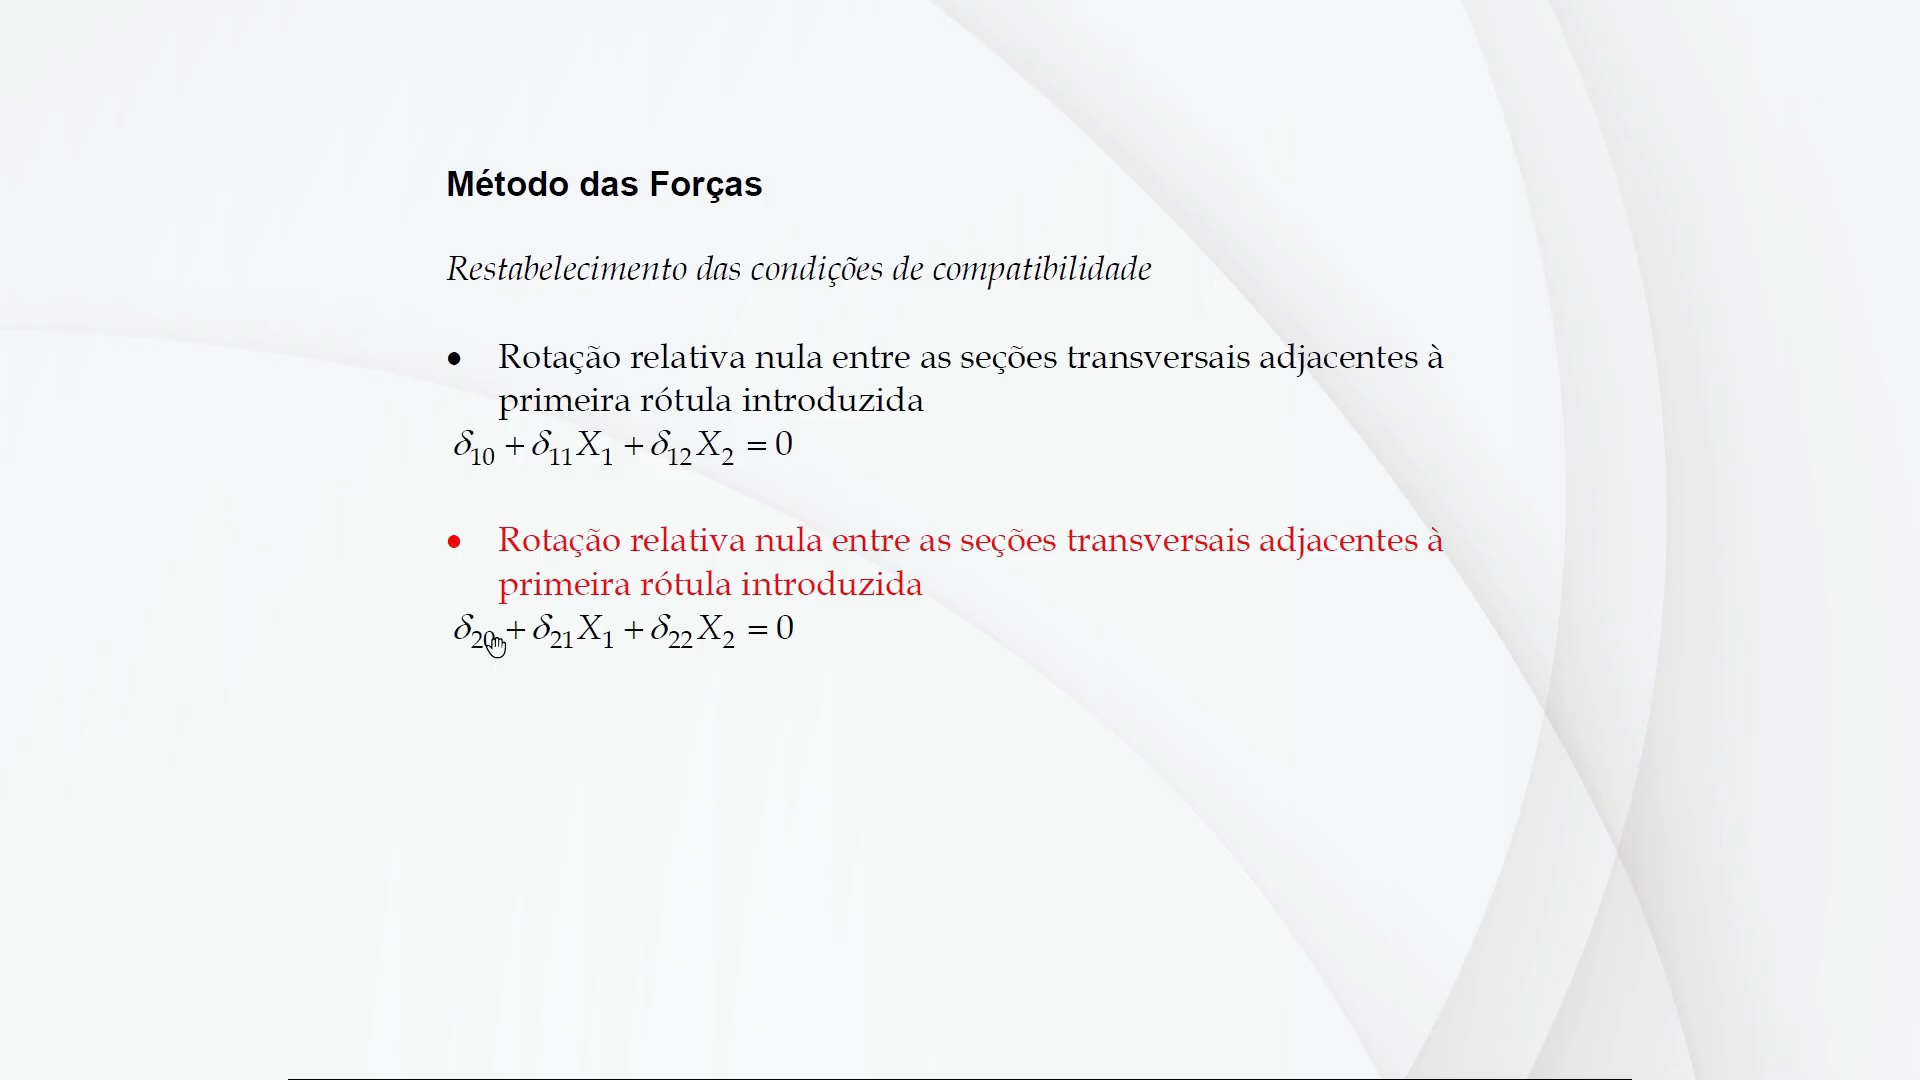 Método das Forças
Restabelecimento das condições de compatibilidade
• Rotação relativa nula entre as seções transversais adjacentes à
primeira rótula introduzida
δ₁₀ + δ₁₁X₁ + δ₁₂X₂ = 0
• Rotação relativa nula entre as seções transversais adjacentes à
primeira rótula introduzida
δ₂₀ + δ₂₁X₁ + δ₂₂X₂ = 0